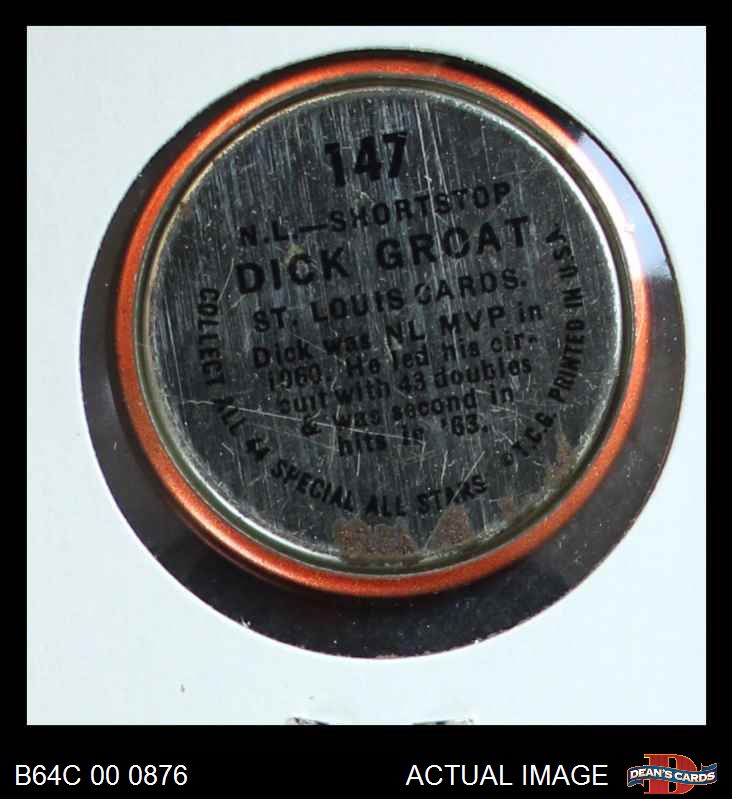 147
N.L.—SHORTSTOP
DICK GROAT
ST. LOUIS CARDS.
Dick was NL MVP in
1960. He led his cir-
cuit with 43 doubles
& was second in
hits in '63.
COLLECT ALL 44 SPECIAL ALL STARS
©T.C.G. PRINTED IN U.S.A.
B64C 00 0876
ACTUAL IMAGE
D
DEAN'S CARDS